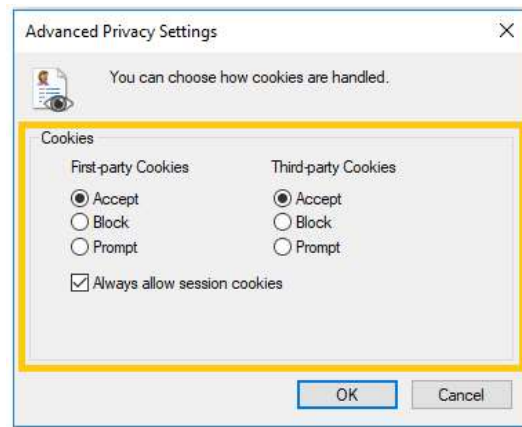 Advanced Privacy Settings
You can choose how cookies are handled.
Cookies
First-party Cookies Third-party Cookies
Accept Accept
Block Block
Prompt Prompt
Always allow session cookies
OK Cancel